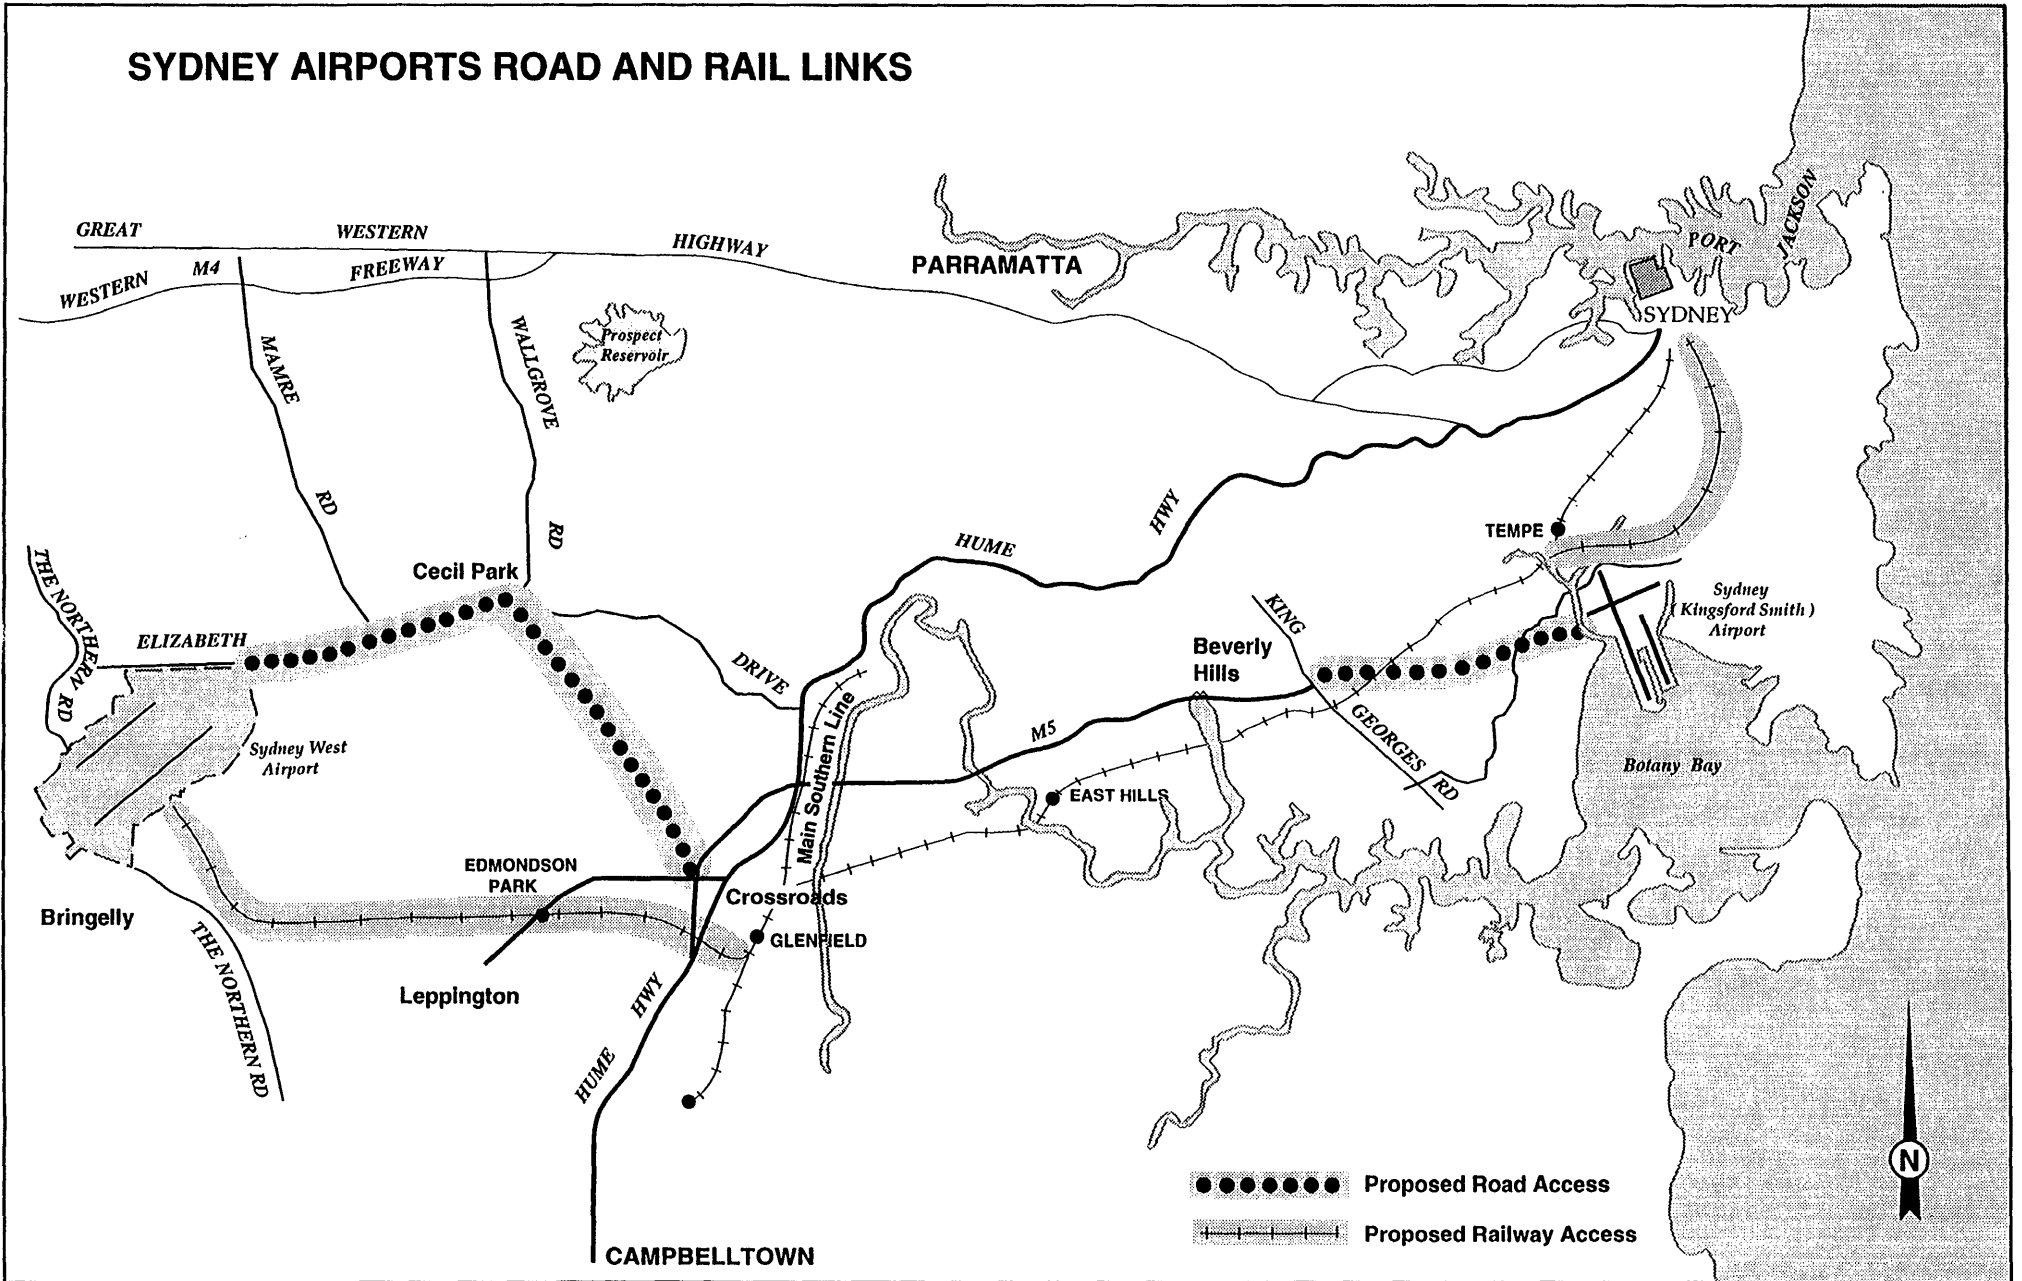 SYDNEY AIRPORTS ROAD AND RAIL LINKS
GREAT WESTERN HIGHWAY
WESTERN M4 FREEWAY
PARRAMATTA
PORT JACKSON
SYDNEY
Prospect
Reservoir
MAMRE RD
WALLGROVE RD
HUME HWY
TEMPE
Cecil Park
THE NORTHERN RD
ELIZABETH DRIVE
KING GEORGES RD
Sydney
( Kingsford Smith )
Airport
Beverly
Hills
M5
Main Southern Line
Sydney West
Airport
Botany Bay
EAST HILLS
EDMONDSON
PARK
Crossroads
Bringelly
GLENFIELD
THE NORTHERN RD
Leppington
HUME HWY
N
Proposed Road Access
Proposed Railway Access
CAMPBELLTOWN